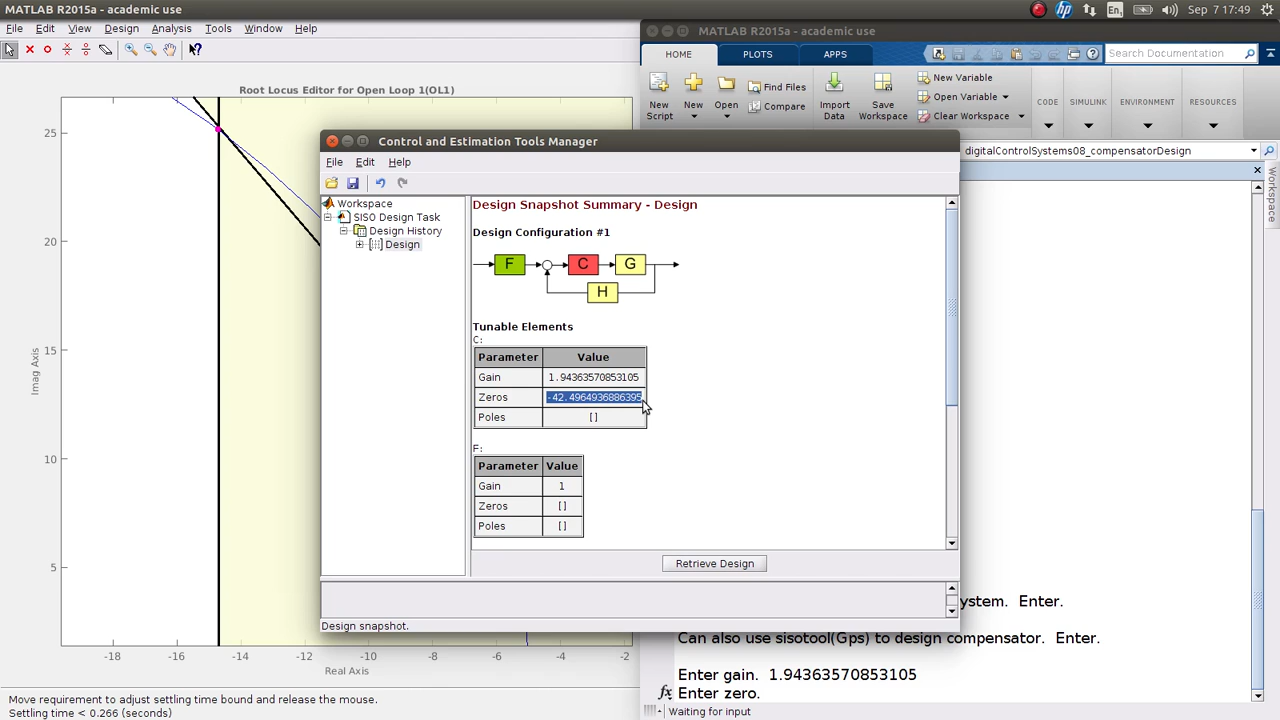 MATLAB R2015a - academic use
En
Sep 7 17:49
File Edit View Design Analysis Tools Window Help
MATLAB R2015a - academic use
HOME PLOTS APPS
Search Documentation
New Script
New
Open
Find Files
Compare
Import Data
Save Workspace
New Variable
Open Variable
Clear Workspace
CODE
SIMULINK
ENVIRONMENT
RESOURCES
digitalControlSystems08_compensatorDesign
Workspace
Root Locus Editor for Open Loop 1(OL1)
Imag Axis
25
20
15
10
5
-18 -16 -14 -12 -10 -8 -6 -4 -2
Real Axis
Move requirement to adjust settling time bound and release the mouse.
Settling time < 0.266 (seconds)
Control and Estimation Tools Manager
File Edit Help
Workspace
SISO Design Task
Design History
Design
Design Snapshot Summary - Design
Design Configuration #1
F C G
H
Tunable Elements
C:
Parameter Value
Gain 1.94363570853105
Zeros -42.4964936886395
Poles []
F:
Parameter Value
Gain 1
Zeros []
Poles []
Retrieve Design
Design snapshot.
ystem. Enter.
Can also use sisotool(Gps) to design compensator. Enter.
Enter gain. 1.94363570853105
fx Enter zero.
Waiting for input